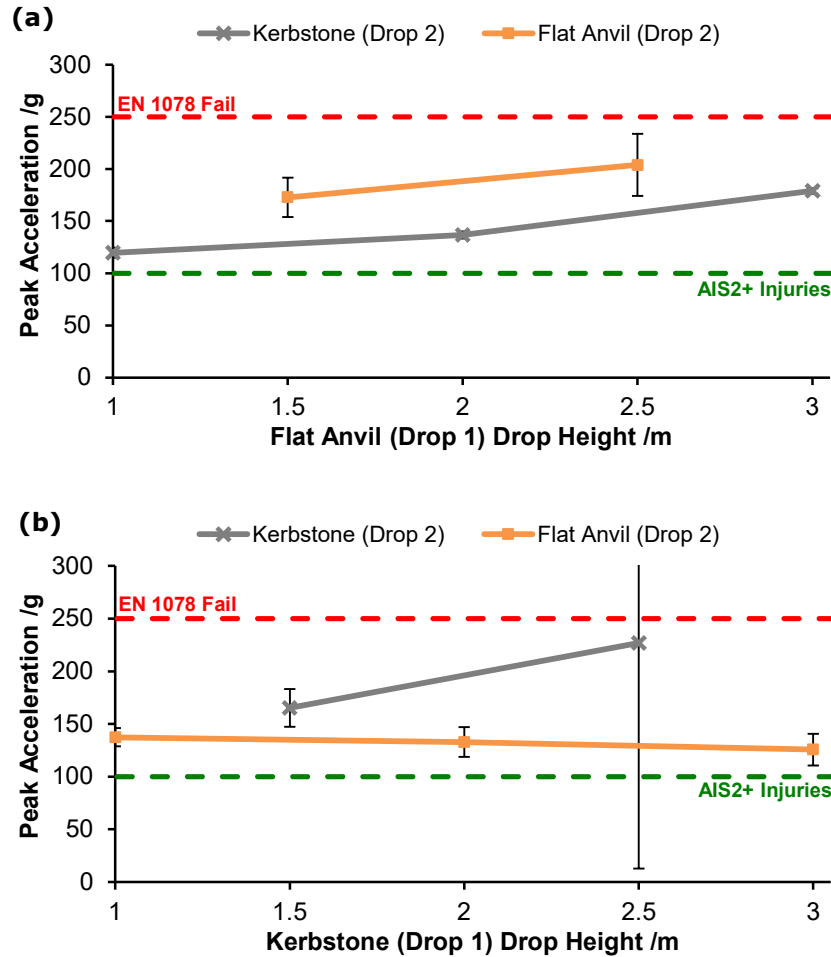 (a)
Kerbstone (Drop 2) Flat Anvil (Drop 2)
300
EN 1078 Fail
250
200
150
100
AIS2+ Injuries
50
0
Peak Acceleration /g
1 1.5 2 2.5 3
Flat Anvil (Drop 1) Drop Height /m
(b)
Kerbstone (Drop 2) Flat Anvil (Drop 2)
300
250
EN 1078 Fail
200
150
100
AIS2+ Injuries
50
0
Peak Acceleration /g
1 1.5 2 2.5 3
Kerbstone (Drop 1) Drop Height /m